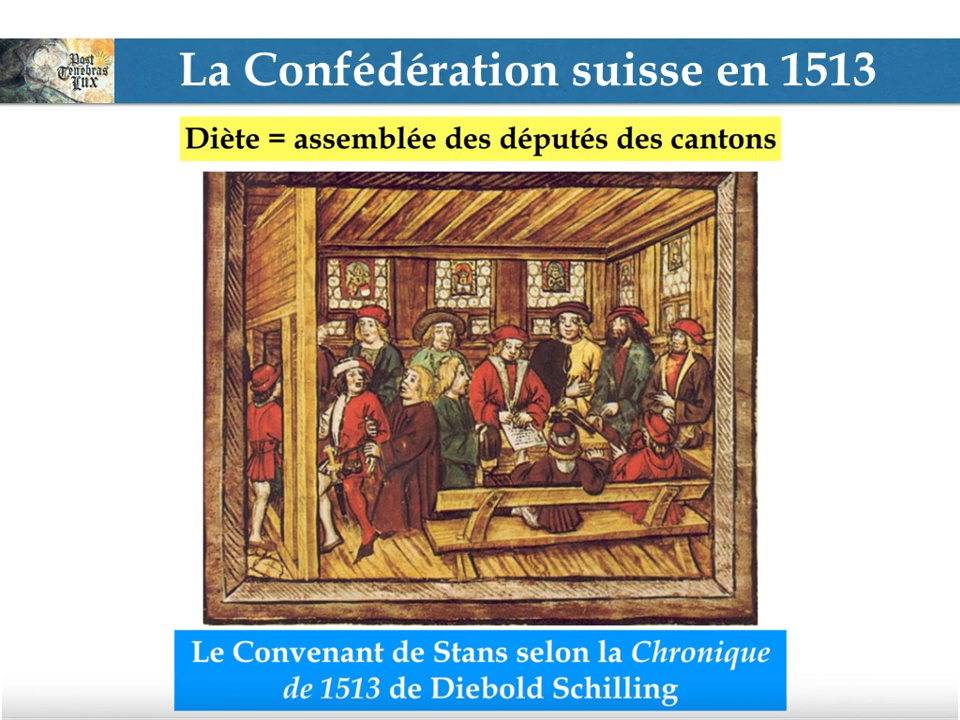 Post
Tenebras
Lux
La Confédération suisse en 1513
Diète = assemblée des députés des cantons
Le Convenant de Stans selon la Chronique
de 1513 de Diebold Schilling